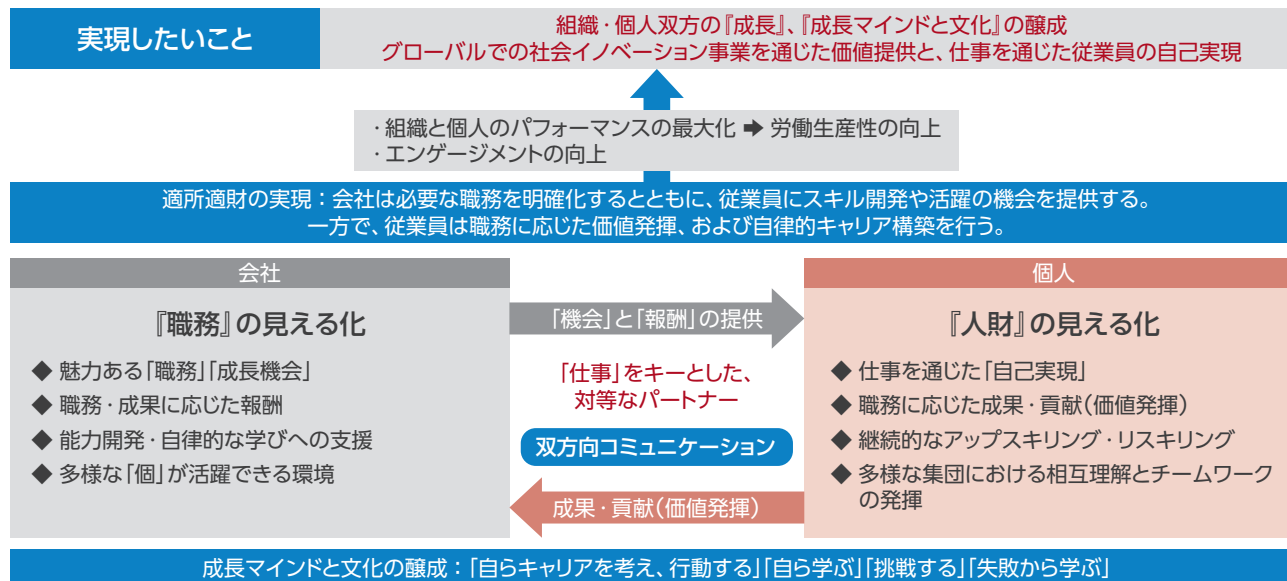 実現したいこと
組織・個人双方の『成長』、『成長マインドと文化』の醸成
グローバルでの社会イノベーション事業を通じた価値提供と、仕事を通じた従業員の自己実現
・組織と個人のパフォーマンスの最大化 ➡ 労働生産性の向上
・エンゲージメントの向上
適所適財の実現：会社は必要な職務を明確化するとともに、従業員にスキル開発や活躍の機会を提供する。
一方で、従業員は職務に応じた価値発揮、および自律的キャリア構築を行う。
会社
『職務』の見える化
◆ 魅力ある「職務」「成長機会」
◆ 職務・成果に応じた報酬
◆ 能力開発・自律的な学びへの支援
◆ 多様な「個」が活躍できる環境
「機会」と「報酬」の提供
「仕事」をキーとした、
対等なパートナー
双方向コミュニケーション
成果・貢献（価値発揮）
個人
『人財』の見える化
◆ 仕事を通じた「自己実現」
◆ 職務に応じた成果・貢献（価値発揮）
◆ 継続的なアップスキリング・リスキリング
◆ 多様な集団における相互理解とチームワーク
の発揮
成長マインドと文化の醸成：「自らキャリアを考え、行動する」「自ら学ぶ」「挑戦する」「失敗から学ぶ」